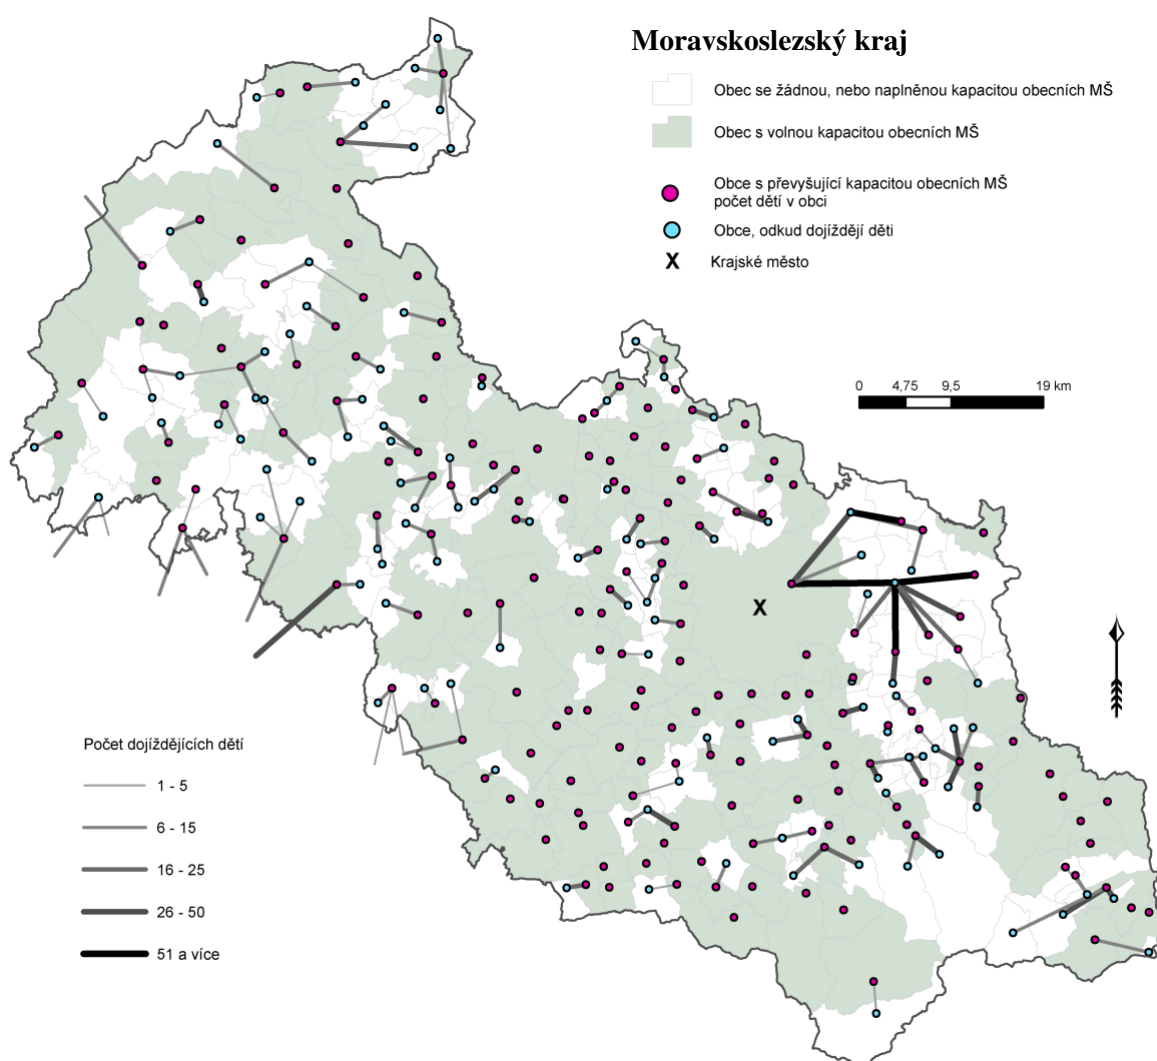 Moravskoslezský kraj
Obec se žádnou, nebo naplněnou kapacitou obecních MŠ
Obec s volnou kapacitou obecních MŠ
Obce s převyšující kapacitou obecních MŠ
počet dětí v obci
Obce, odkud dojíždějí děti
X Krajské město
0 4,75 9,5 19 km
X
Počet dojíždějících dětí
1 - 5
6 - 15
16 - 25
26 - 50
51 a více